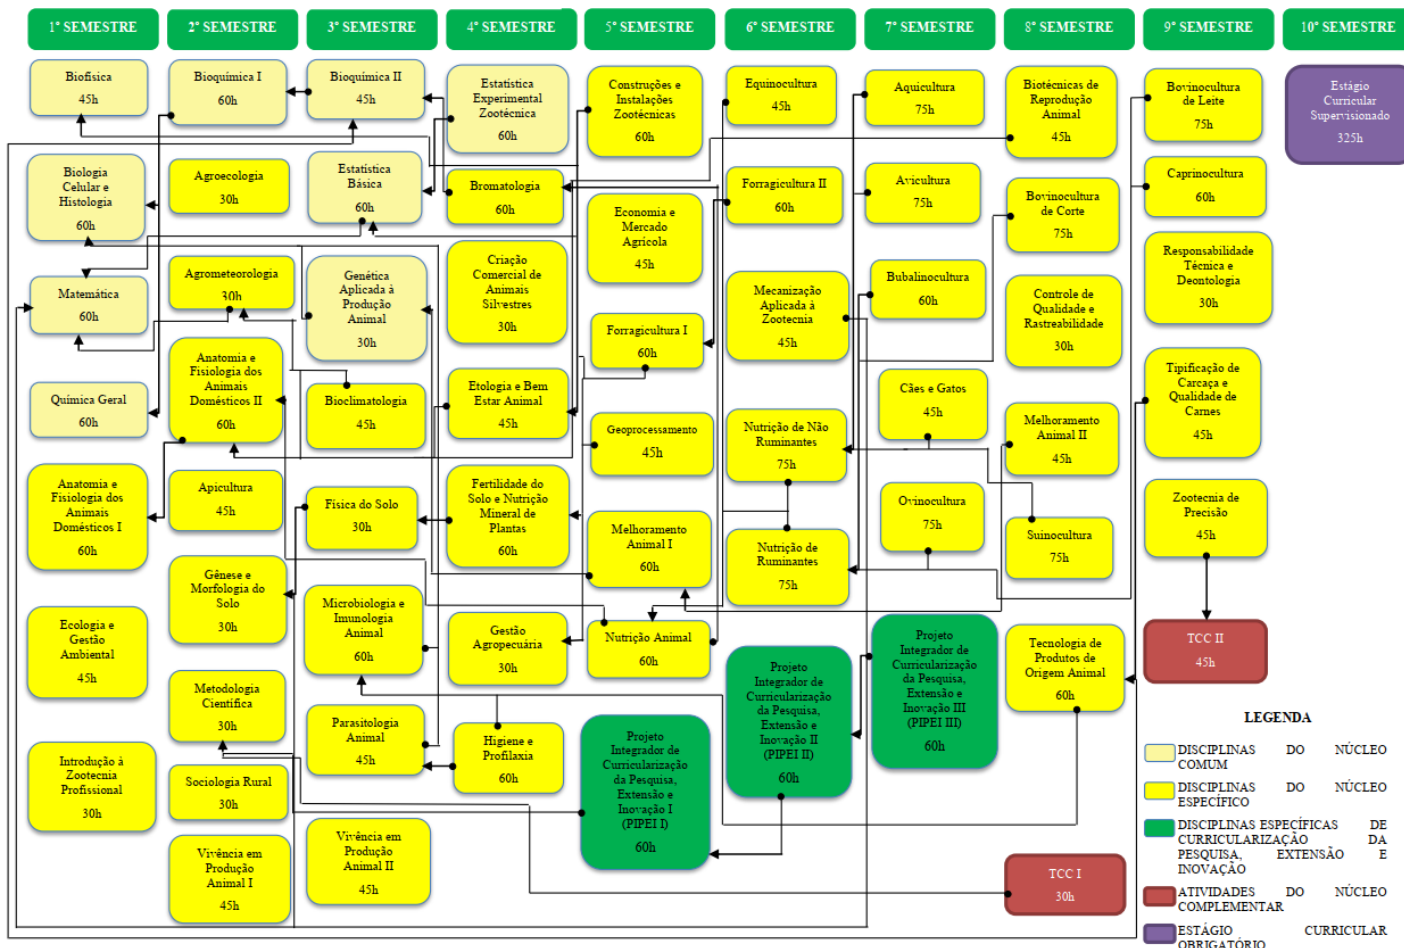 1º SEMESTRE
2º SEMESTRE
3º SEMESTRE
4º SEMESTRE
5º SEMESTRE
6º SEMESTRE
7º SEMESTRE
8º SEMESTRE
9º SEMESTRE
10º SEMESTRE
Biofísica
45h
Biologia
Celular e
Histologia
60h
Matemática
60h
Química Geral
60h
Anatomia e
Fisiologia dos
Animais
Domésticos I
60h
Ecologia e
Gestão
Ambiental
45h
Introdução à
Zootecnia
Profissional
30h
Bioquímica I
60h
Agroecologia
30h
Agrometeorologia
30h
Anatomia e
Fisiologia dos
Animais
Domésticos II
60h
Apicultura
45h
Gênese e
Morfologia do
Solo
30h
Metodologia
Científica
30h
Sociologia Rural
30h
Vivência em
Produção
Animal I
45h
Bioquímica II
45h
Estatística
Básica
60h
Genética
Aplicada à
Produção
Animal
30h
Bioclimatologia
45h
Física do Solo
30h
Microbiologia e
Imunologia
Animal
60h
Parasitologia
Animal
45h
Vivência em
Produção
Animal II
45h
Estatística
Experimental
Zootécnica
60h
Bromatologia
60h
Criação
Comercial de
Animais
Silvestres
30h
Etologia e Bem
Estar Animal
45h
Fertilidade do
Solo e Nutrição
Mineral de
Plantas
60h
Gestão
Agropecuária
30h
Higiene e
Profilaxia
60h
Construções e
Instalações
Zootécnicas
60h
Economia e
Mercado
Agrícola
45h
Forragicultura I
60h
Geoprocessamento
45h
Melhoramento
Animal I
60h
Nutrição Animal
60h
Projeto
Integrador de
Curricularização
da Pesquisa,
Extensão e
Inovação I
(PIPEI I)
60h
Equinocultura
45h
Forragicultura II
60h
Mecanização
Aplicada à
Zootecnia
45h
Nutrição de Não
Ruminantes
75h
Nutrição de
Ruminantes
75h
Projeto
Integrador de
Curricularização
da Pesquisa,
Extensão e
Inovação II
(PIPEI II)
60h
Aquicultura
75h
Avicultura
75h
Bubalinocultura
60h
Cães e Gatos
45h
Ovinocultura
75h
Projeto
Integrador de
Curricularização
da Pesquisa,
Extensão e
Inovação III
(PIPEI III)
60h
Biotécnicas de
Reprodução
Animal
45h
Bovinocultura
de Corte
75h
Controle de
Qualidade e
Rastreabilidade
30h
Melhoramento
Animal II
45h
Suinocultura
75h
Tecnologia de
Produtos de
Origem Animal
60h
TCC I
30h
Bovinocultura
de Leite
75h
Caprinocultura
60h
Responsabilidade
Técnica e
Deontologia
30h
Tipificação de
Carcaça e
Qualidade de
Carnes
45h
Zootecnia de
Precisão
45h
TCC II
45h
Estágio
Curricular
Supervisionado
325h
LEGENDA
DISCIPLINAS DO NÚCLEO
COMUM
DISCIPLINAS DO NÚCLEO
ESPECÍFICO
DISCIPLINAS ESPECÍFICAS DE
CURRICULARIZAÇÃO DA
PESQUISA, EXTENSÃO E
INOVAÇÃO
ATIVIDADES DO NÚCLEO
COMPLEMENTAR
ESTÁGIO CURRICULAR
OBRIGATÓRIO